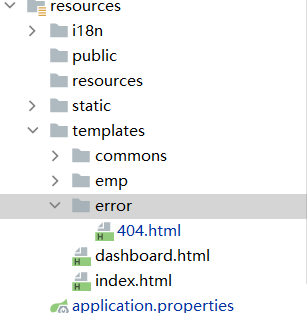 resources
i18n
public
resources
static
templates
commons
emp
error
404.html
dashboard.html
index.html
application.properties